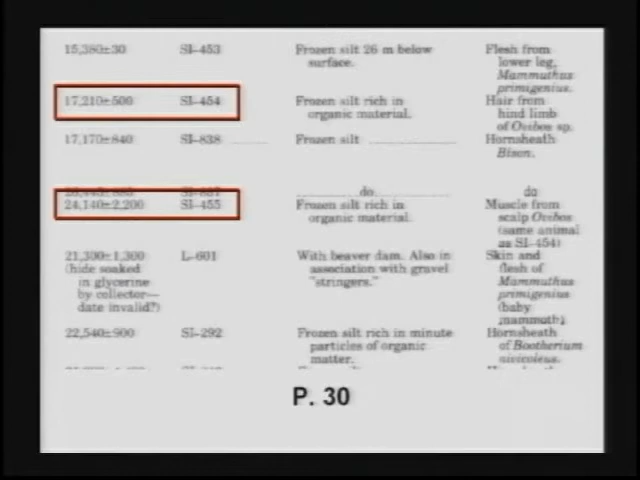 15,380±30 SI–453 Frozen silt 26 m below surface. Flesh from lower leg, Mammuthus primigenius.
17,210±500 SI–454 Frozen silt rich in organic material. Hair from hind limb of Ovibos sp.
17,170±840 SI–838 Frozen silt Hornsheath Bison.
SI–837 do. do
24,140±2,200 SI–455 Frozen silt rich in organic material. Muscle from scalp Ovibos (same animal as SI–454)
21,300±1,300 (hide soaked in glycerine by collector— date invalid?) L–601 With beaver dam. Also in association with gravel "stringers." Skin and flesh of Mammuthus primigenius (baby mammoth).
22,540±900 SI–292 Frozen silt rich in minute particles of organic matter. Hornsheath of Bootherium nivicolens.
P. 30